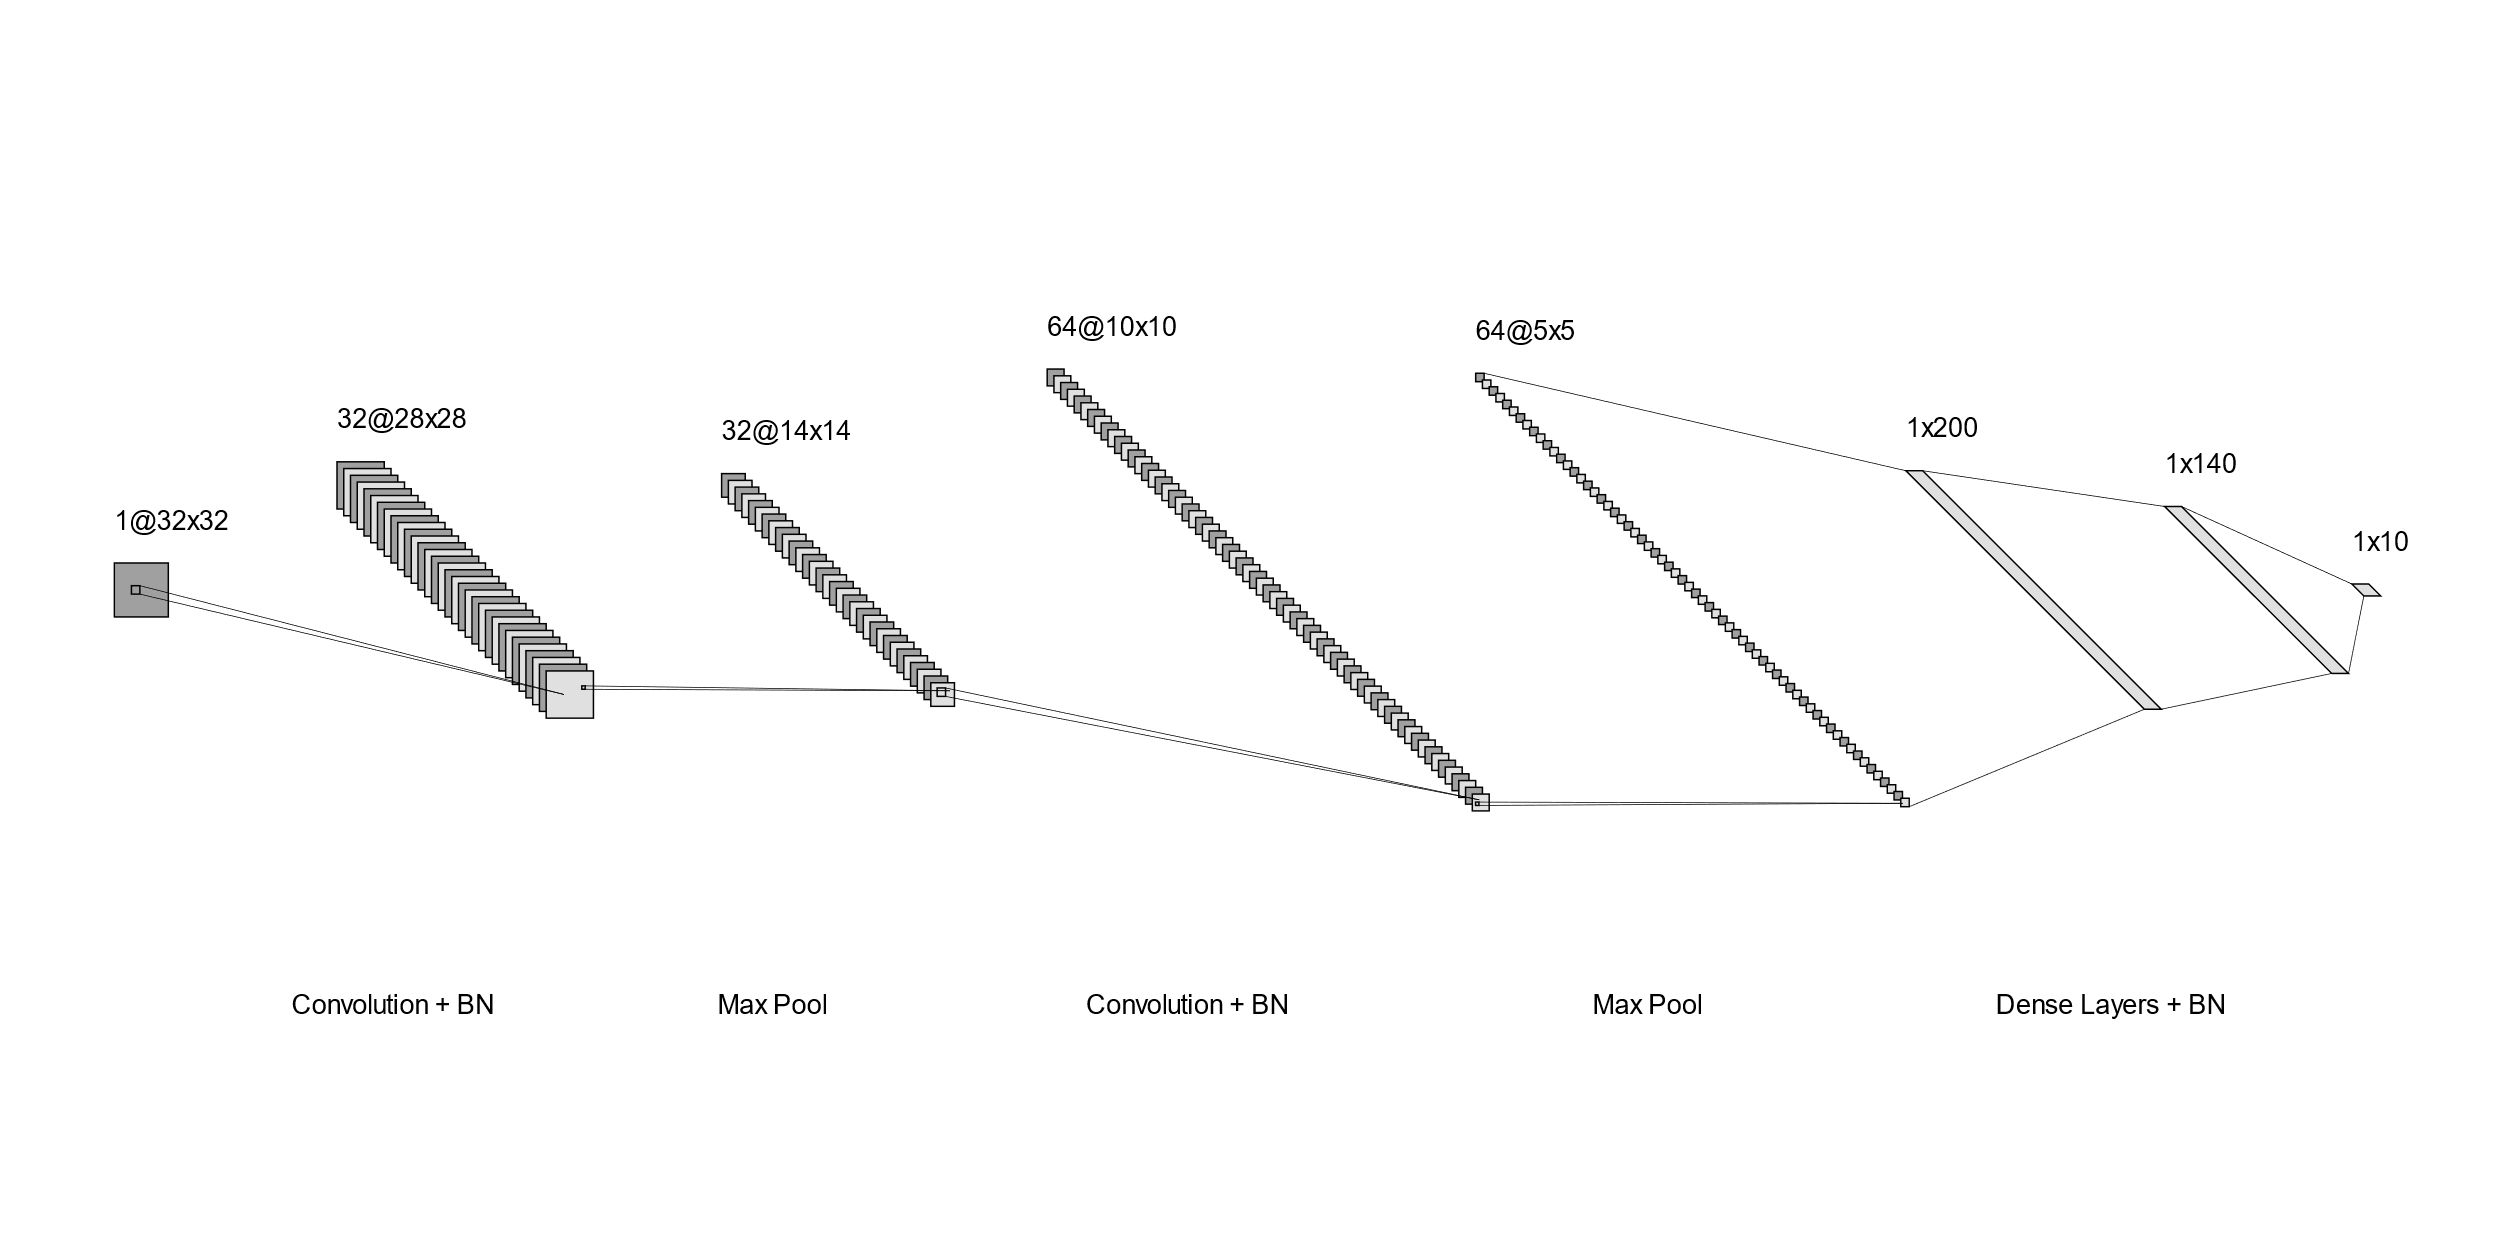 1@32x32
32@28x28
32@14x14
64@10x10
64@5x5
1x200
1x140
1x10
Convolution + BN
Max Pool
Convolution + BN
Max Pool
Dense Layers + BN